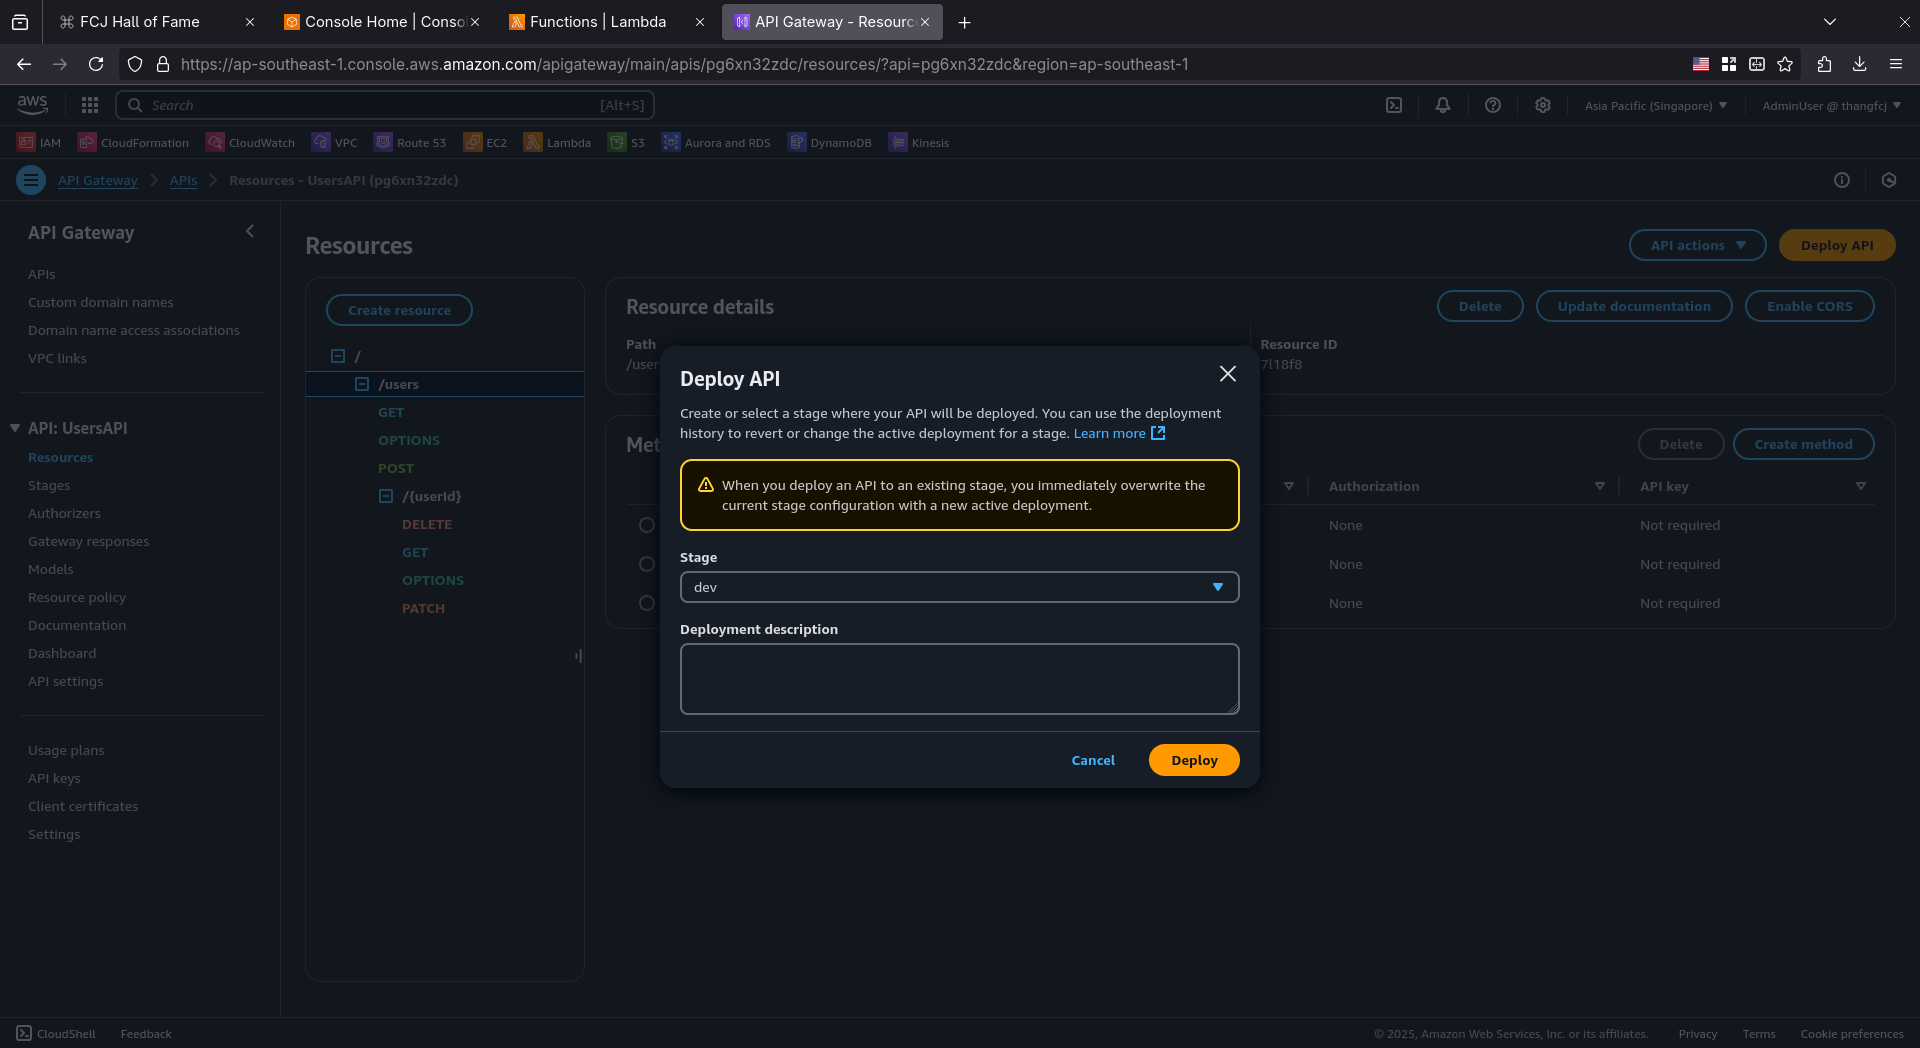 FCJ Hall of Fame
Console Home | Conso
Functions | Lambda
API Gateway - Resourc
https://ap-southeast-1.console.aws.amazon.com/apigateway/main/apis/pg6xn32zdc/resources/?api=pg6xn32zdc&region=ap-southeast-1
aws
Search
[Alt+S]
Asia Pacific (Singapore)
AdminUser @ thangfcj
IAM
CloudFormation
CloudWatch
VPC
Route 53
EC2
Lambda
S3
Aurora and RDS
DynamoDB
Kinesis
API Gateway
APIs
Resources - UsersAPI (pg6xn32zdc)
API Gateway
APIs
Custom domain names
Domain name access associations
VPC links
API: UsersAPI
Resources
Stages
Authorizers
Gateway responses
Models
Resource policy
Documentation
Dashboard
API settings
Usage plans
API keys
Client certificates
Settings
Resources
API actions
Deploy API
Create resource
/
/users
GET
OPTIONS
POST
/{userId}
DELETE
GET
OPTIONS
PATCH
Resource details
Delete
Update documentation
Enable CORS
Path
/user
Resource ID
7l18f8
Met
Delete
Create method
Authorization
API key
None
Not required
None
Not required
None
Not required
Deploy API
Create or select a stage where your API will be deployed. You can use the deployment
history to revert or change the active deployment for a stage. Learn more
When you deploy an API to an existing stage, you immediately overwrite the
current stage configuration with a new active deployment.
Stage
dev
Deployment description
Cancel
Deploy
CloudShell
Feedback
© 2025, Amazon Web Services, Inc. or its affiliates.
Privacy
Terms
Cookie preferences